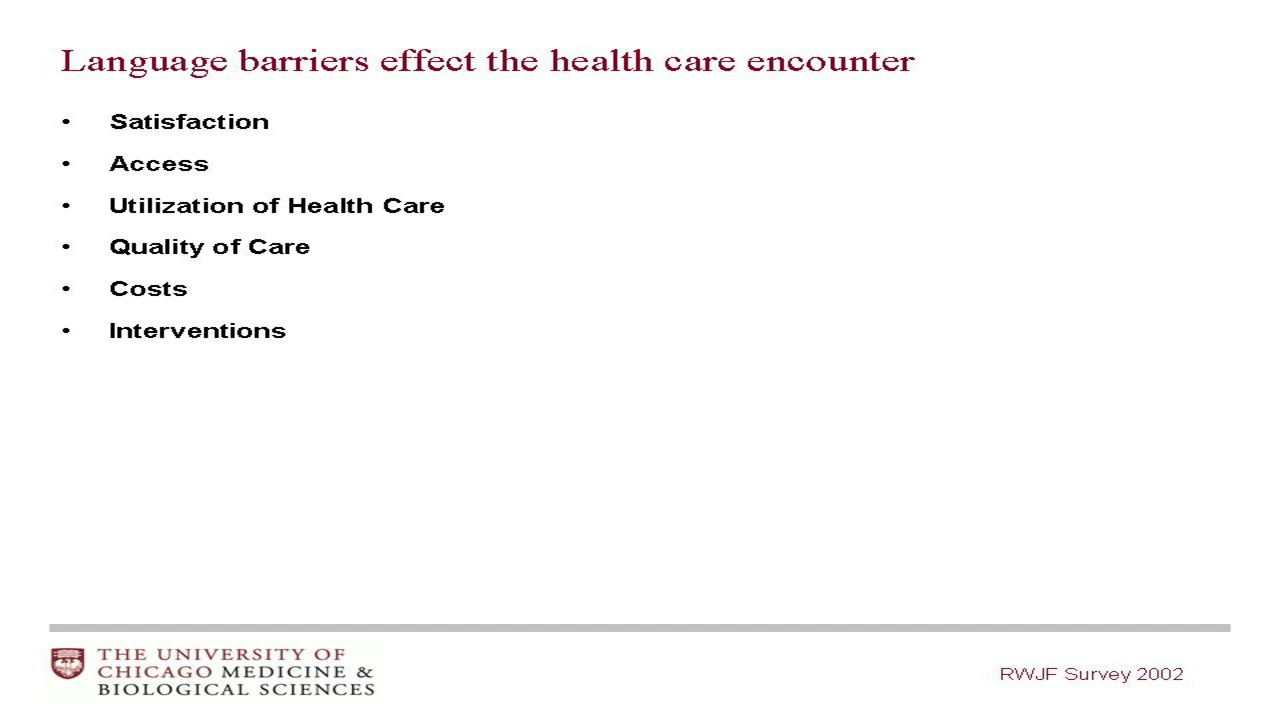 Language barriers effect the health care encounter
• Satisfaction
• Access
• Utilization of Health Care
• Quality of Care
• Costs
• Interventions
THE UNIVERSITY OF
CHICAGO MEDICINE &
BIOLOGICAL SCIENCES
RWJF Survey 2002